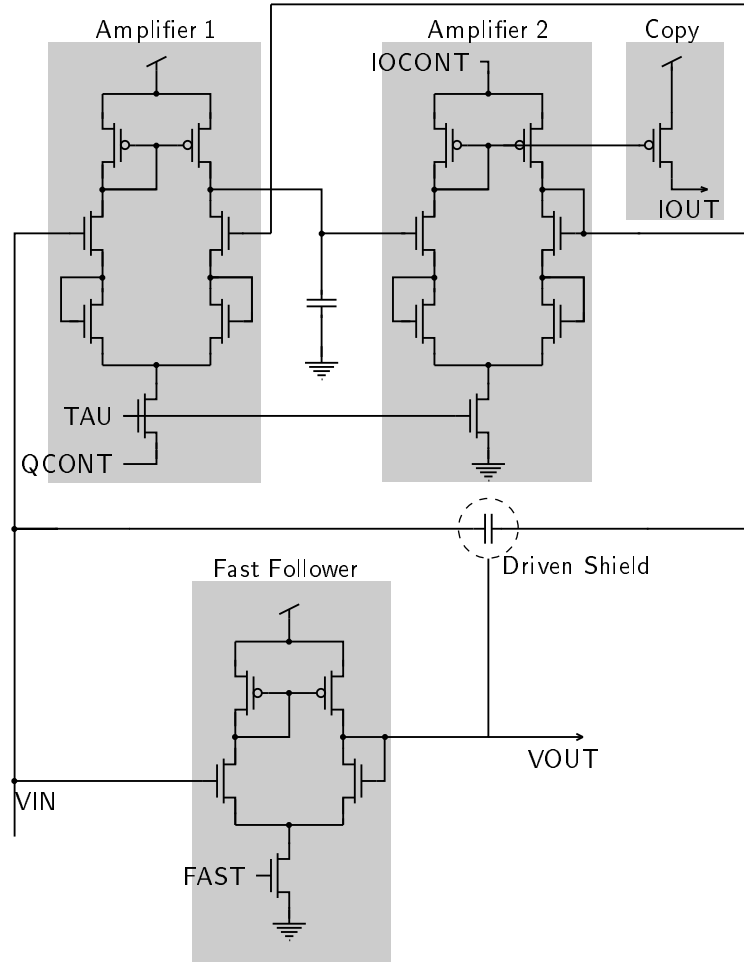 Amplifier 1
Amplifier 2
Copy
IOCONT
IOUT
TAU
QCONT
Driven Shield
Fast Follower
VOUT
VIN
FAST